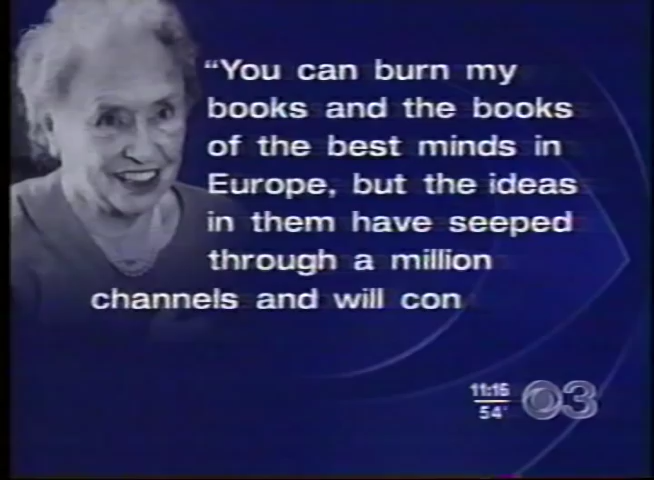 “You can burn my
books and the books
of the best minds in
Europe, but the ideas
in them have seeped
through a million
channels and will con
11:15
54°
3